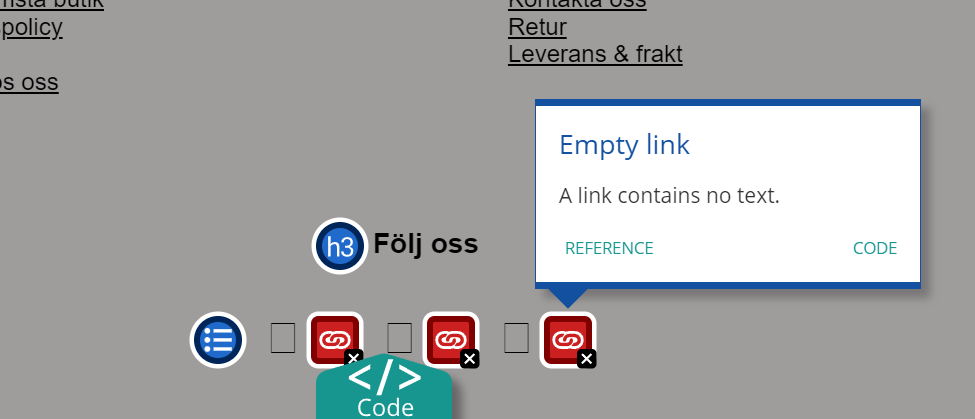 Kontakta oss
policy
Retur
Leverans & frakt
os oss
Empty link
A link contains no text.
REFERENCE
CODE
h3 Följ oss
</>
Code